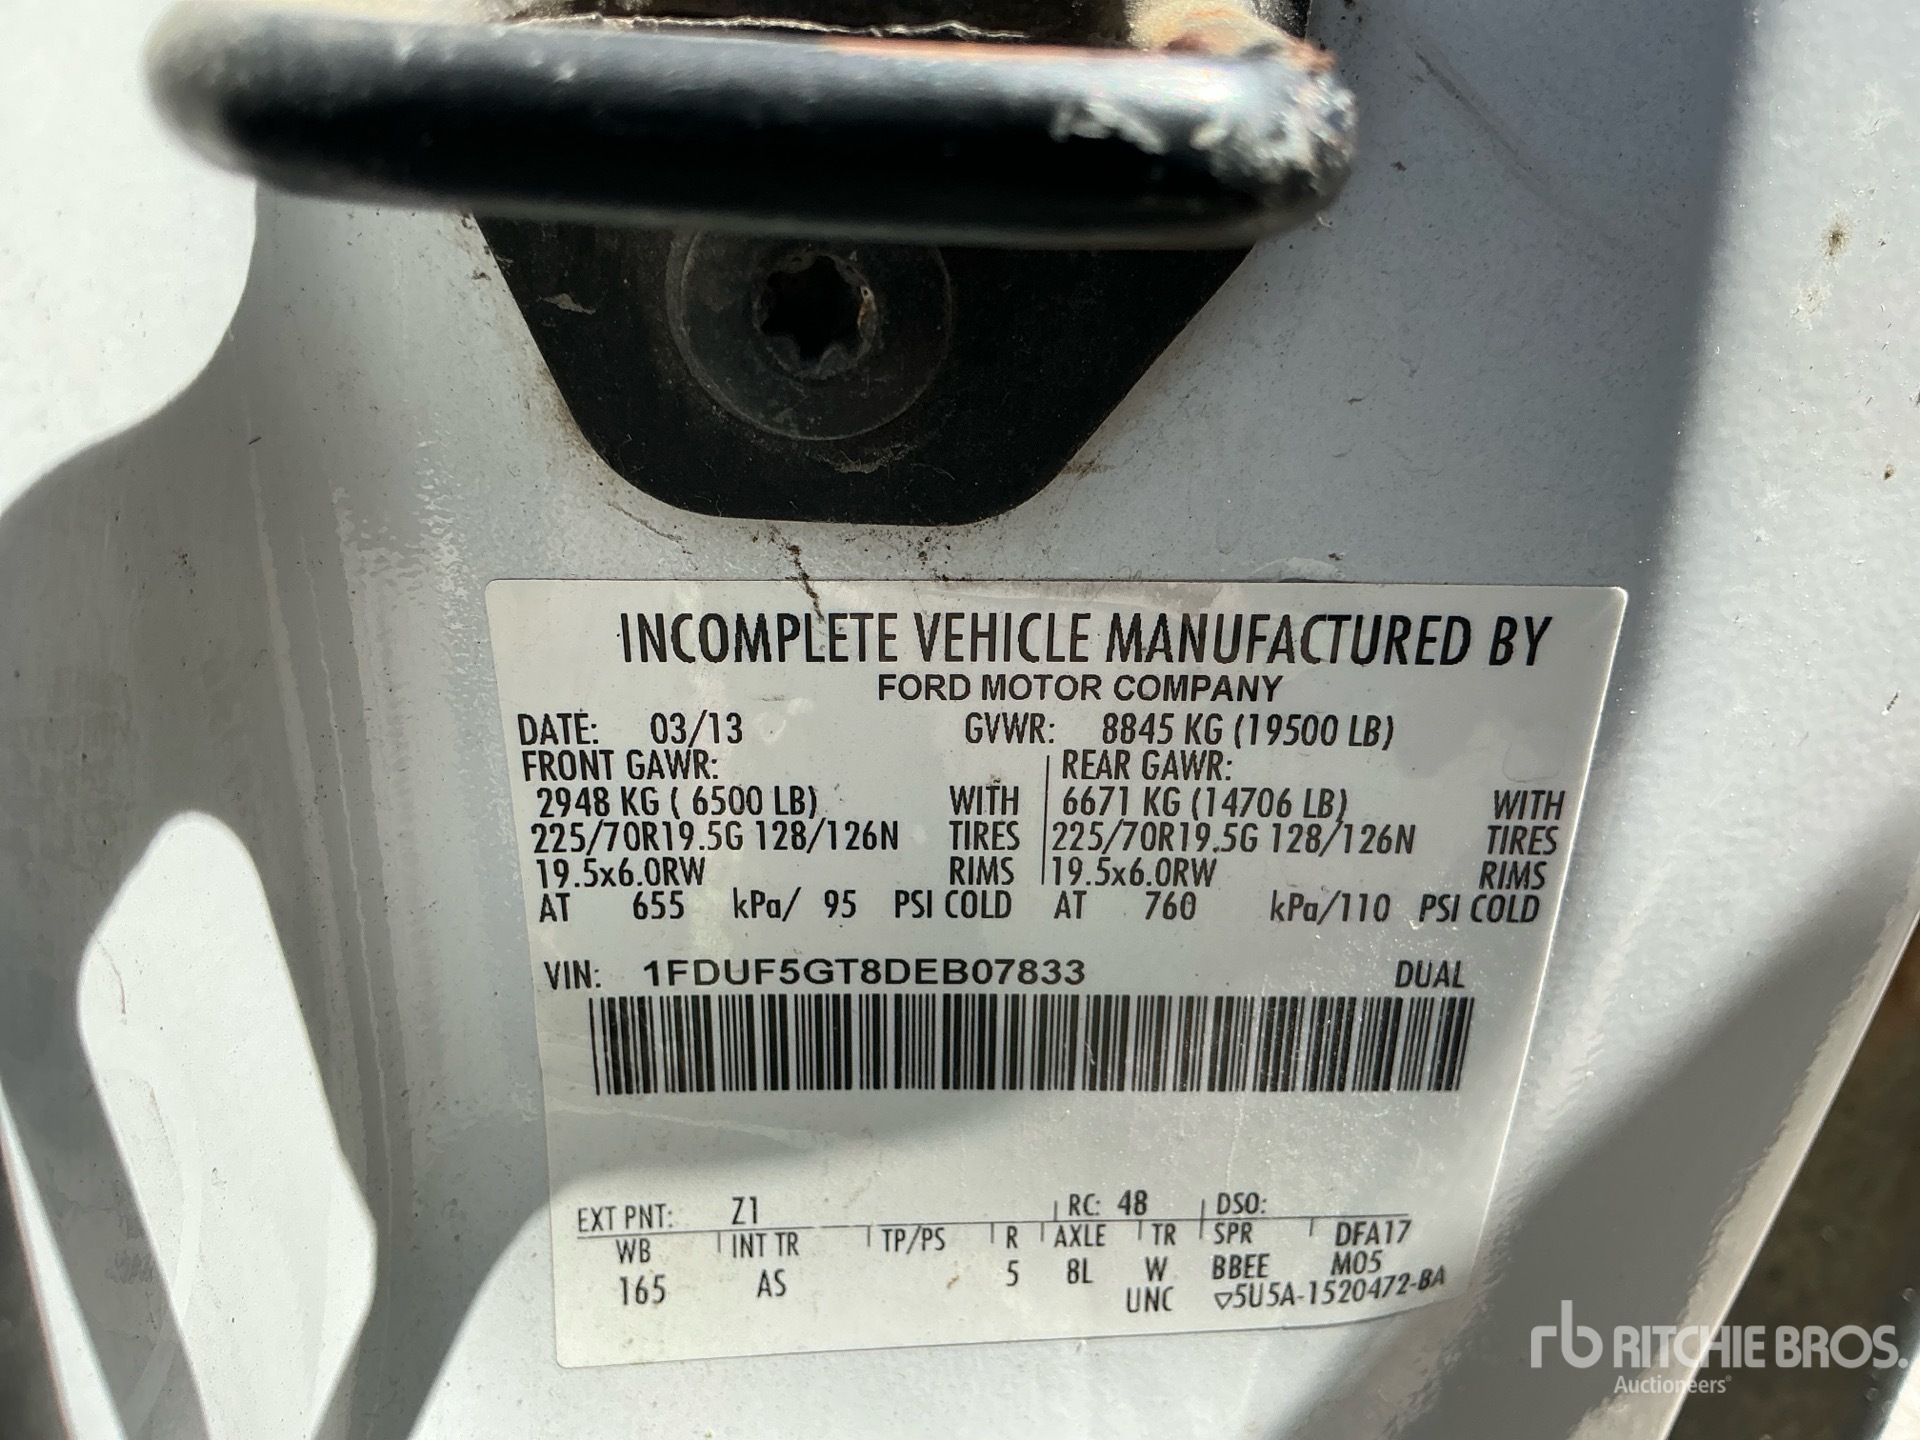 INCOMPLETE VEHICLE MANUFACTURED BY
FORD MOTOR COMPANY
DATE: 03/13 GVWR: 8845 KG (19500 LB)
FRONT GAWR: REAR GAWR:
2948 KG ( 6500 LB) WITH 6671 KG (14706 LB) WITH
225/70R19.5G 128/126N TIRES 225/70R19.5G 128/126N TIRES
19.5x6.0RW RIMS 19.5x6.0RW RIMS
AT 655 kPa/ 95 PSI COLD AT 760 kPa/110 PSI COLD
VIN: 1FDUF5GT8DEB07833 DUAL
EXT PNT: Z1 RC: 48 DSO:
WB INT TR TP/PS R AXLE TR SPR DFA17
165 AS 5 8L W BBEE M05
UNC ▽5U5A-1520472-BA
rb RITCHIE BROS.
Auctioneers